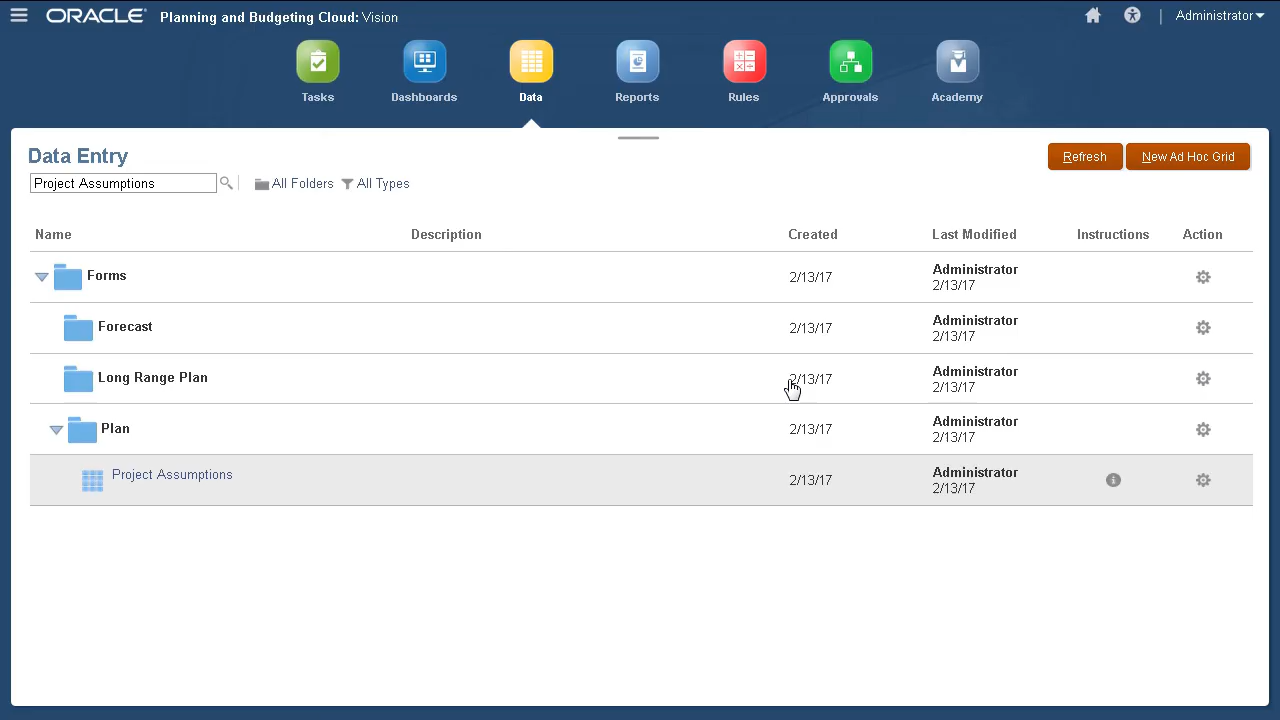 ORACLE Planning and Budgeting Cloud: Vision
Administrator
Tasks Dashboards Data Reports Rules Approvals Academy
Data Entry
Refresh New Ad Hoc Grid
Project Assumptions All Folders All Types
Name Description Created Last Modified Instructions Action
Forms 2/13/17 Administrator
2/13/17
Forecast 2/13/17 Administrator
2/13/17
Long Range Plan 2/13/17 Administrator
2/13/17
Plan 2/13/17 Administrator
2/13/17
Project Assumptions 2/13/17 Administrator
2/13/17